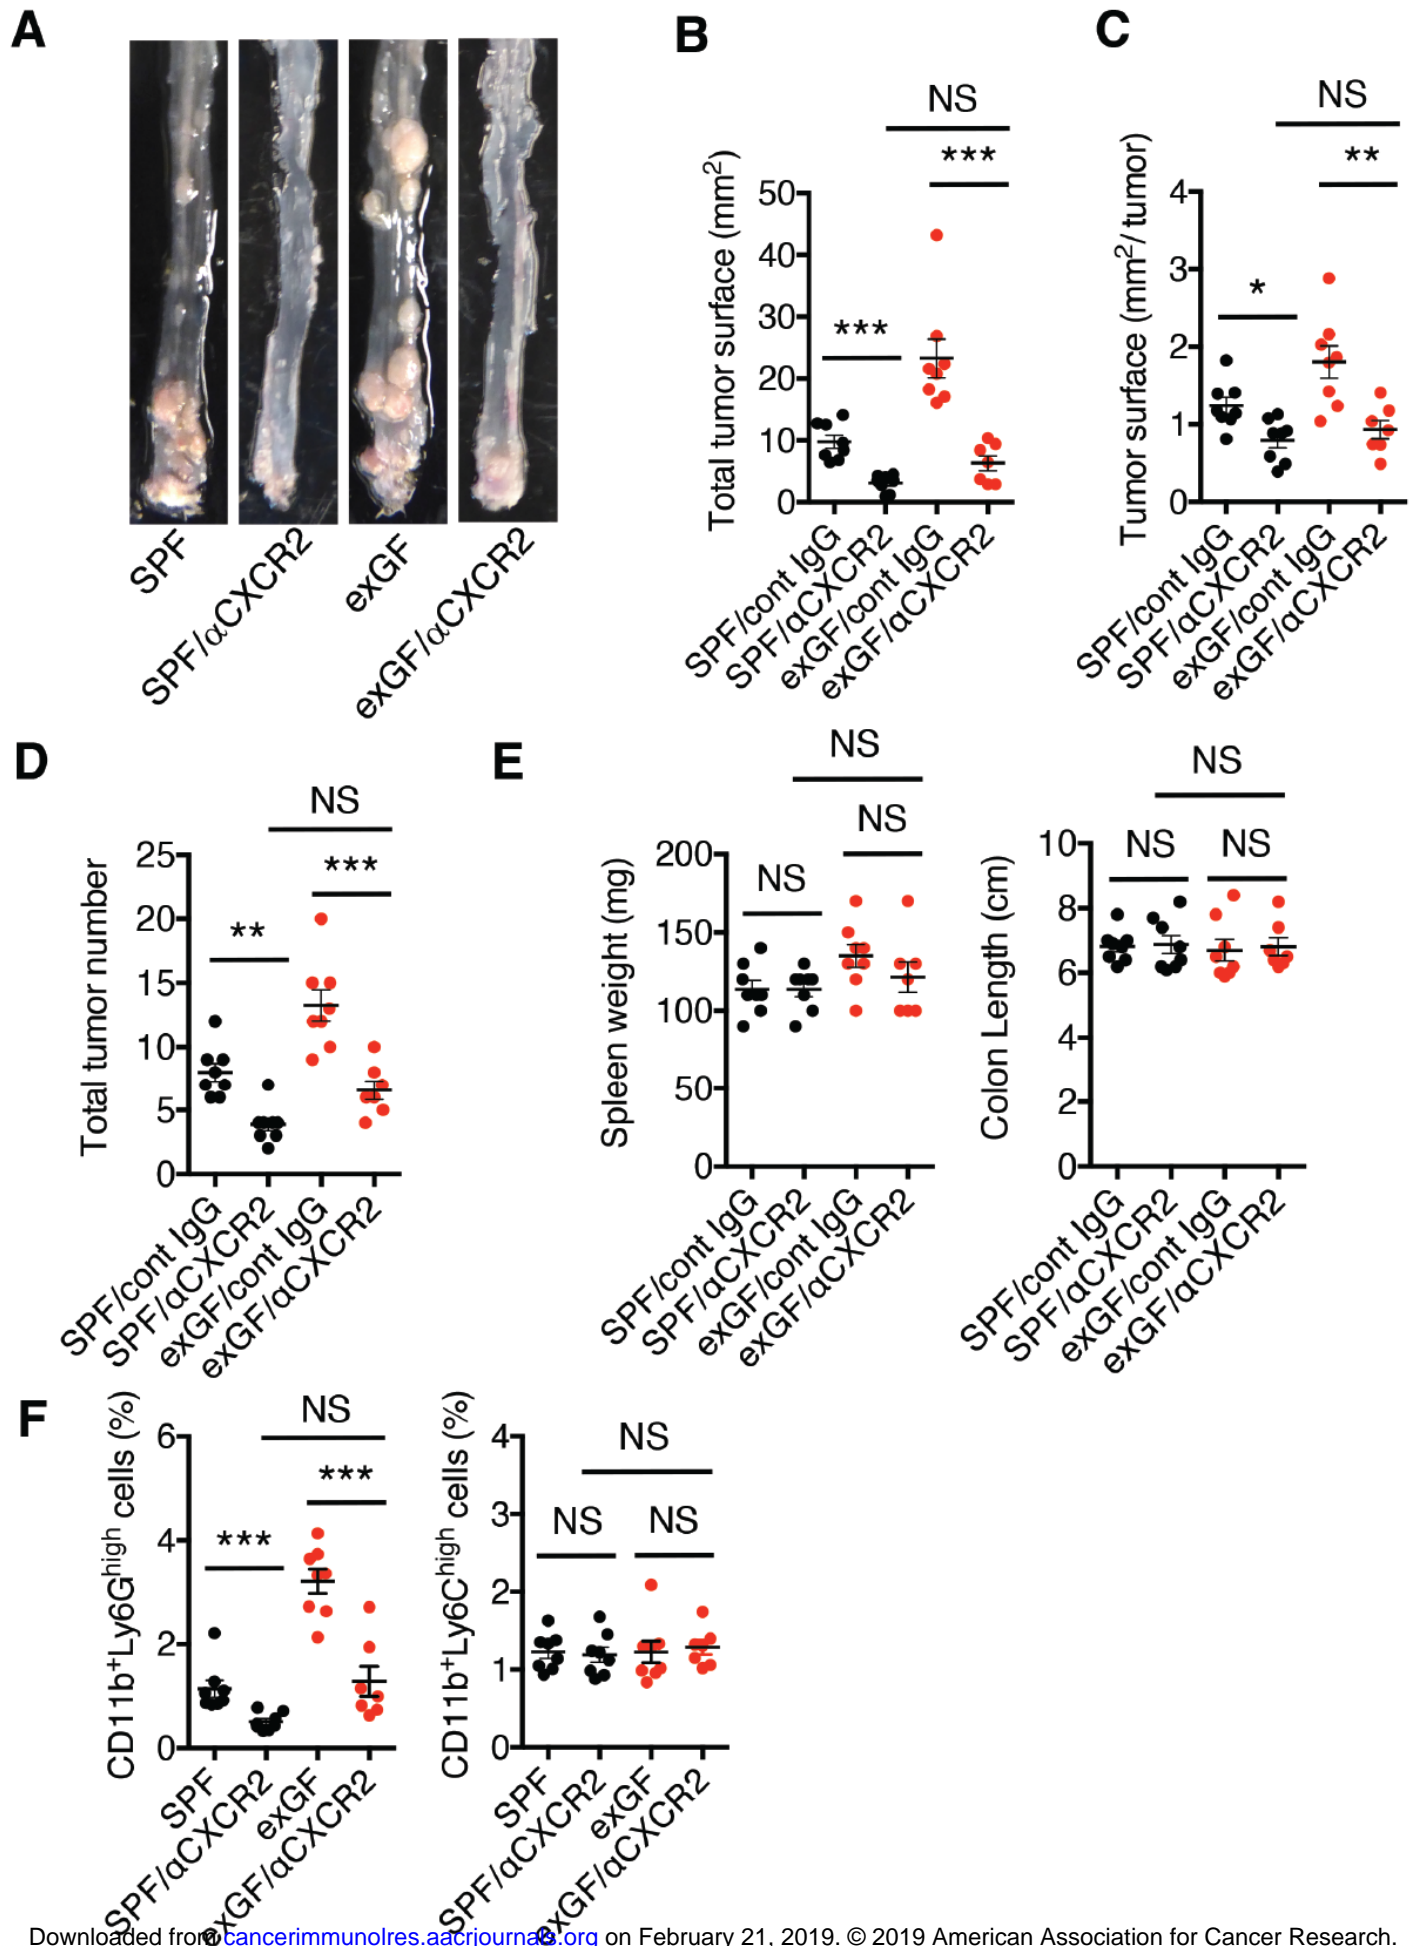 A
SPF
SPF/αCXCR2
exGF
exGF/αCXCR2
B
Total tumor surface (mm²)
50
40
30
20
10
0
NS
***
***
SPF/cont IgG
SPF/αCXCR2
exGF/cont IgG
exGF/αCXCR2
C
Tumor surface (mm²/tumor)
4
3
2
1
0
NS
**
*
SPF/cont IgG
SPF/αCXCR2
exGF/cont IgG
exGF/αCXCR2
D
Total tumor number
25
20
15
10
5
0
NS
***
**
SPF/cont IgG
SPF/αCXCR2
exGF/cont IgG
exGF/αCXCR2
E
Spleen weight (mg)
200
150
100
50
0
NS
NS
NS
SPF/cont IgG
SPF/αCXCR2
exGF/cont IgG
exGF/αCXCR2
Colon Length (cm)
10
8
6
4
2
0
NS
NS
NS
SPF/cont IgG
SPF/αCXCR2
exGF/cont IgG
exGF/αCXCR2
F
CD11b⁺Ly6Gʰⁱᵍʰ cells (%)
6
4
2
0
NS
***
***
SPF
SPF/αCXCR2
exGF
exGF/αCXCR2
CD11b⁺Ly6Cʰⁱᵍʰ cells (%)
4
3
2
1
0
NS
NS
NS
SPF
SPF/αCXCR2
exGF
exGF/αCXCR2
Downloaded from cancerimmunolres.aacrjournals.org on February 21, 2019. © 2019 American Association for Cancer Research.